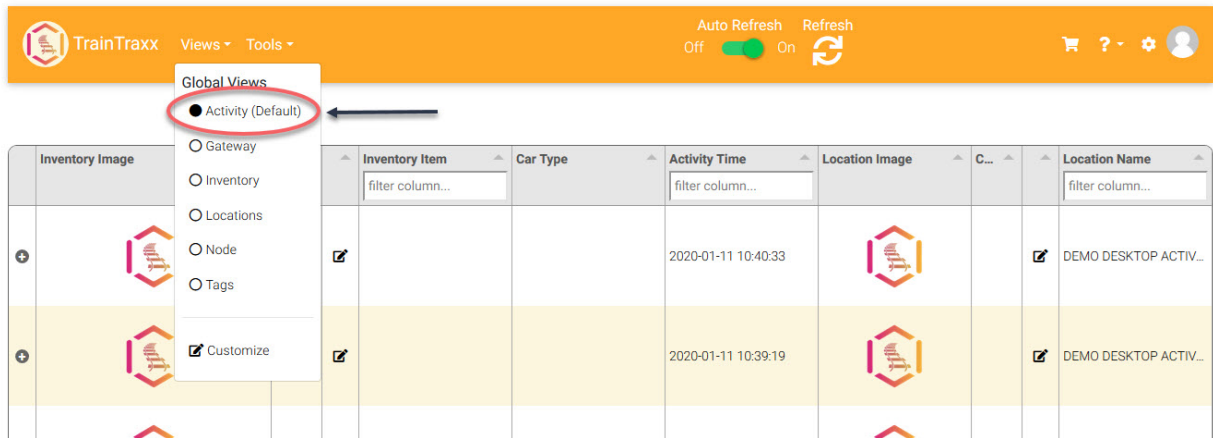 Auto Refresh Refresh
TrainTraxx Views Tools Off On ?
Global Views
Activity (Default)
Gateway
Inventory
Locations
Node
Tags
Customize
Inventory Image Inventory Item Car Type Activity Time Location Image C... Location Name
filter column... filter column... filter column...
2020-01-11 10:40:33 DEMO DESKTOP ACTIV...
2020-01-11 10:39:19 DEMO DESKTOP ACTIV...